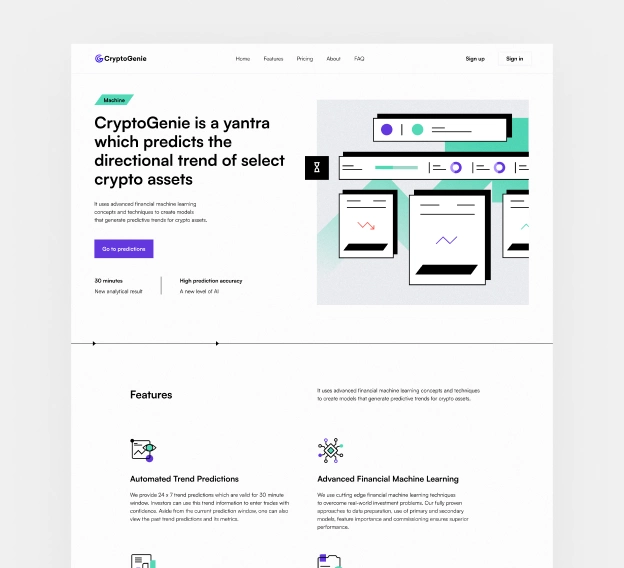 CryptoGenie
Home Features Pricing About FAQ
Sign up Sign in
Machine
CryptoGenie is a yantra
which predicts the
directional trend of select
crypto assets
It uses advanced financial machine learning
concepts and techniques to create models
that generate predictive trends for crypto assets.
Go to predictions
30 minutes
New analytical result
High prediction accuracy
A new level of AI
Features
It uses advanced financial machine learning concepts and techniques
to create models that generate predictive trends for crypto assets.
Automated Trend Predictions
We provide 24 x 7 trend predictions which are valid for 30 minute
window. Investors can use this trend information to enter trades with
confidence. Aside from the current prediction window, one can also
view the past trend predictions and its metrics.
Advanced Financial Machine Learning
We use cutting edge financial machine learning techniques
to overcome real-world investment problems. Our fully proven
approaches to data preparation, use of primary and secondary
models, feature importance and commissioning ensures superior
performance.